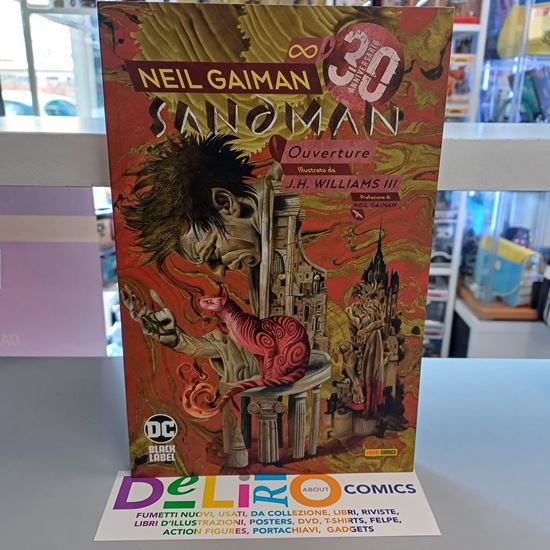 NEIL GAIMAN
∞
30
ANNIVERSARIO
SANDMAN
Ouverture
Illustrato da
J.H. WILLIAMS III
Prefazione di
NEIL GAIMAN
DC
BLACK
LABEL
PANINI COMICS
DeLiRiO ABOUT COMICS
FUMETTI NUOVI, USATI, DA COLLEZIONE, LIBRI, RIVISTE,
LIBRI D'ILLUSTRAZIONI, POSTERS, DVD, T-SHIRTS, FELPE,
ACTION FIGURES, PORTACHIAVI, GADGETS